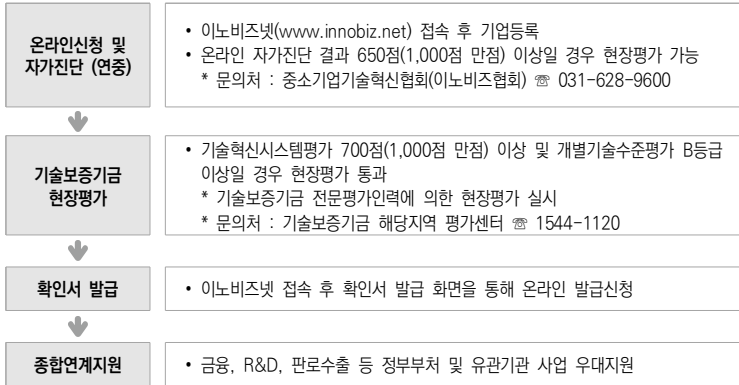 온라인신청 및
자가진단 (연중)
• 이노비즈넷(www.innobiz.net) 접속 후 기업등록
• 온라인 자가진단 결과 650점(1,000점 만점) 이상일 경우 현장평가 가능
* 문의처 : 중소기업기술혁신협회(이노비즈협회) ☏ 031-628-9600
기술보증기금
현장평가
• 기술혁신시스템평가 700점(1,000점 만점) 이상 및 개별기술수준평가 B등급
이상일 경우 현장평가 통과
* 기술보증기금 전문평가인력에 의한 현장평가 실시
* 문의처 : 기술보증기금 해당지역 평가센터 ☏ 1544-1120
확인서 발급
• 이노비즈넷 접속 후 확인서 발급 화면을 통해 온라인 발급신청
종합연계지원
• 금융, R&D, 판로수출 등 정부부처 및 유관기관 사업 우대지원